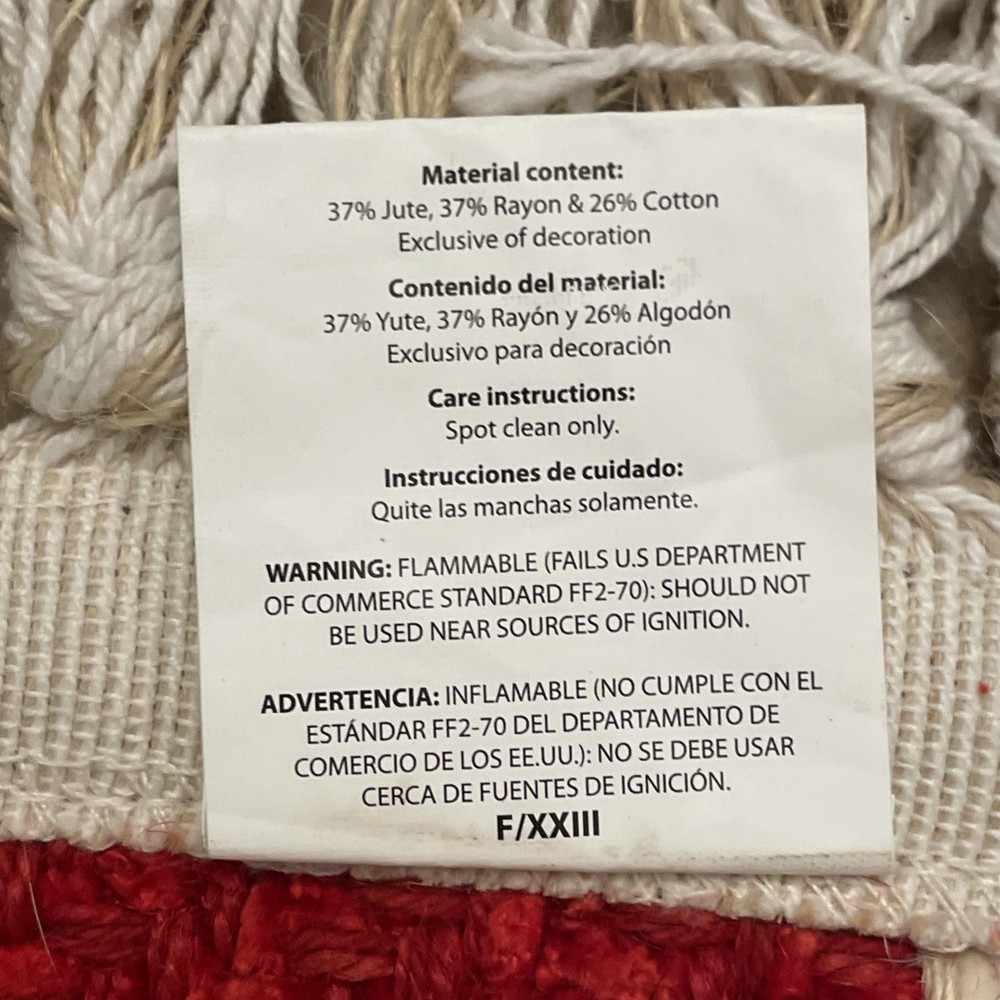 Material content:
37% Jute, 37% Rayon & 26% Cotton
Exclusive of decoration
Contenido del material:
37% Yute, 37% Rayón y 26% Algodón
Exclusivo para decoración
Care instructions:
Spot clean only.
Instrucciones de cuidado:
Quite las manchas solamente.
WARNING: FLAMMABLE (FAILS U.S DEPARTMENT
OF COMMERCE STANDARD FF2-70): SHOULD NOT
BE USED NEAR SOURCES OF IGNITION.
ADVERTENCIA: INFLAMABLE (NO CUMPLE CON EL
ESTÁNDAR FF2-70 DEL DEPARTAMENTO DE
COMERCIO DE LOS EE.UU.): NO SE DEBE USAR
CERCA DE FUENTES DE IGNICIÓN.
F/XXIII